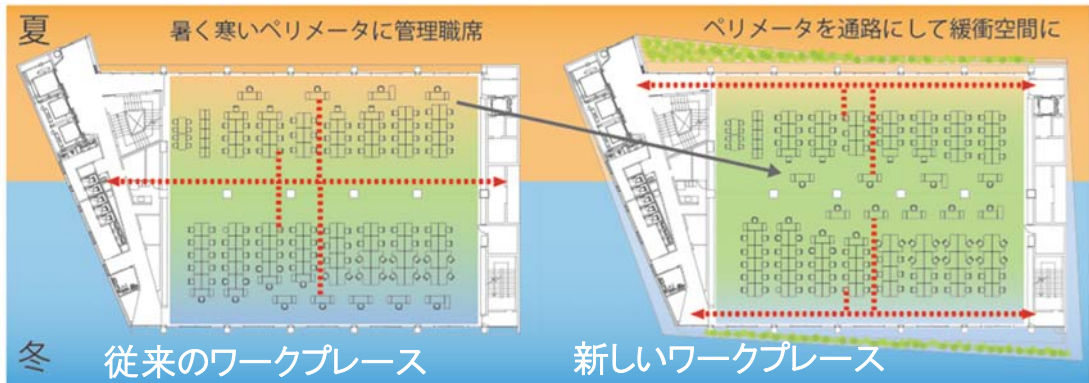 夏
暑く寒いペリメータに管理職席
ペリメータを通路にして緩衝空間に
冬
従来のワークプレース
新しいワークプレース